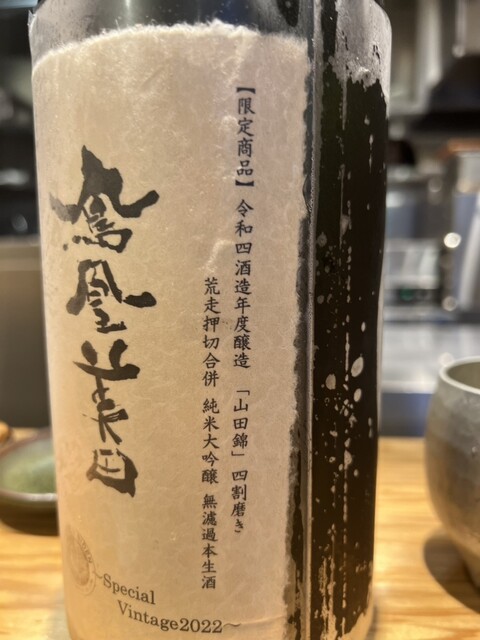 【限定商品】令和四酒造年度醸造 「山田錦」四割磨き
荒走押切合併 純米大吟醸 無濾過本生酒
鳳凰美田
~Special
Vintage2022~